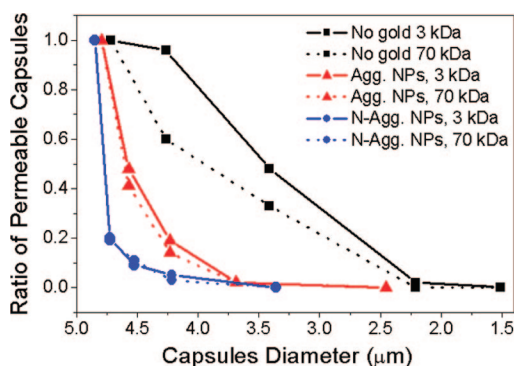 No gold 3 kDa
No gold 70 kDa
Agg. NPs, 3 kDa
Agg. NPs, 70 kDa
N-Agg. NPs, 3 kDa
N-Agg. NPs, 70 kDa
Ratio of Permeable Capsules
1.0
0.8
0.6
0.4
0.2
0.0
5.0 4.5 4.0 3.5 3.0 2.5 2.0 1.5
Capsules Diameter (μm)